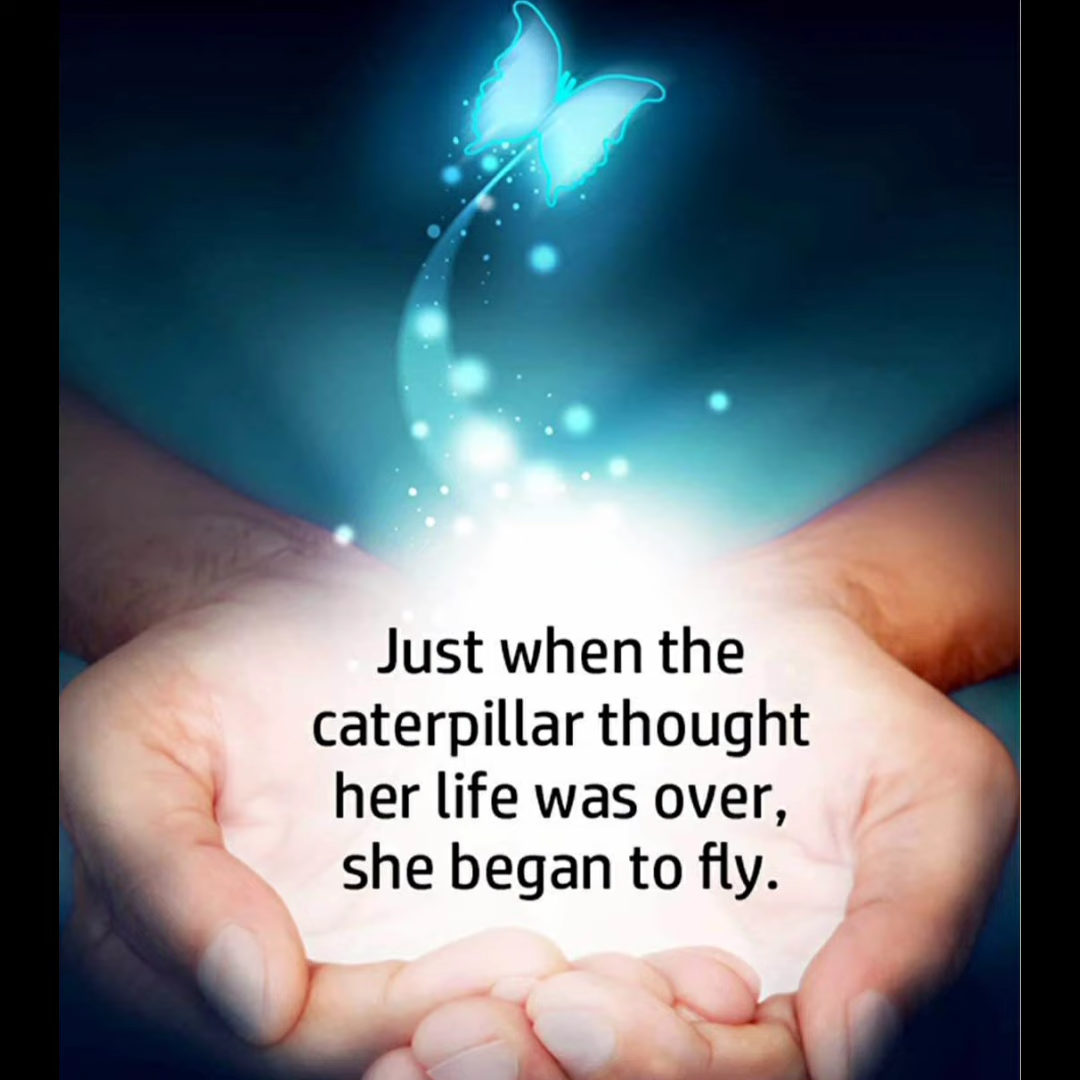 Just when the
caterpillar thought
her life was over,
she began to fly.